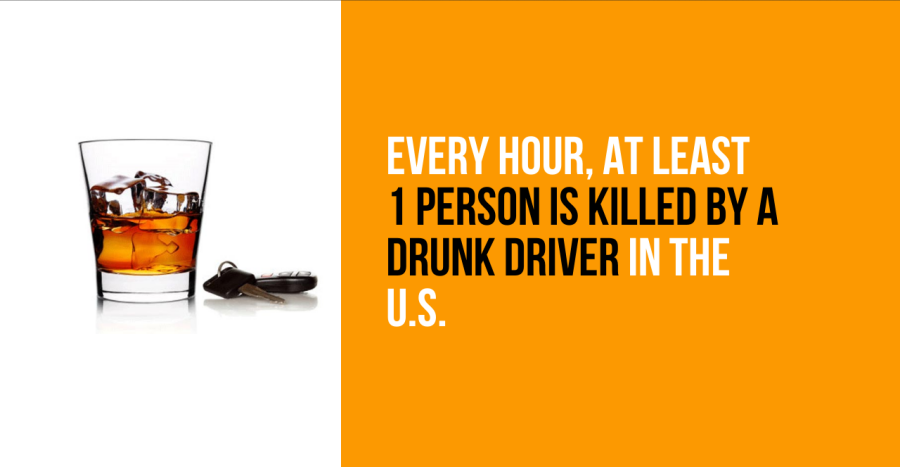 EVERY HOUR, AT LEAST
1 PERSON IS KILLED BY A
DRUNK DRIVER IN THE
U.S.